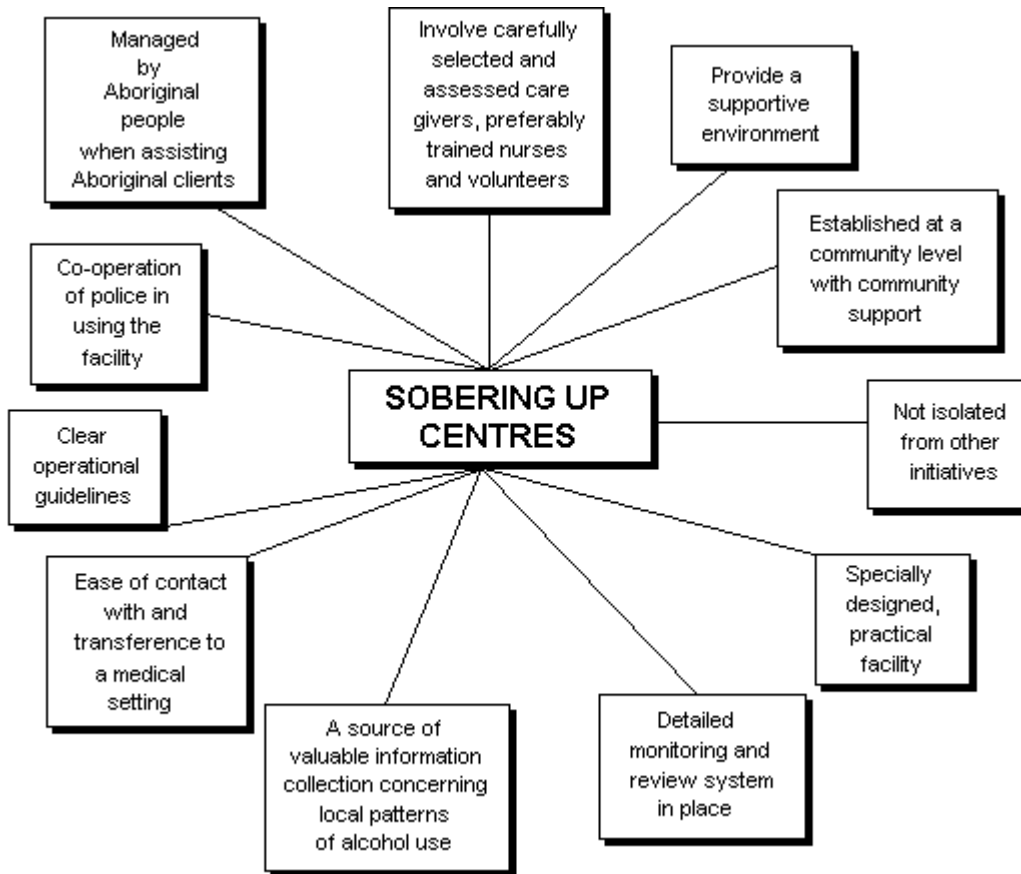 Managed
by
Aboriginal
people
when assisting
Aboriginal clients
Involve carefully
selected and
assessed care
givers, preferably
trained nurses
and volunteers
Provide a
supportive
environment
Established at a
community level
with community
support
Co-operation
of police in
using the
facility
SOBERING UP
CENTRES
Not isolated
from other
initiatives
Clear
operational
guidelines
Ease of contact
with and
transference to
a medical
setting
Specially
designed,
practical
facility
A source of
valuable information
collection concerning
local patterns
of alcohol use
Detailed
monitoring and
review system
in place